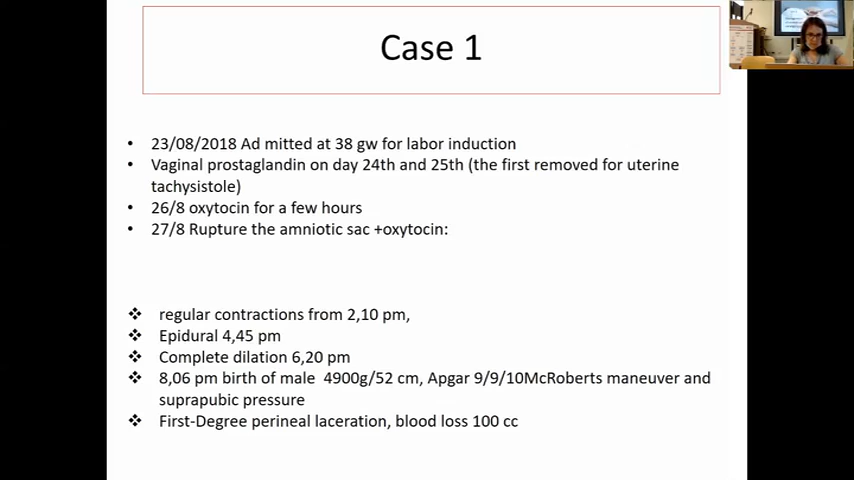 Case 1
• 23/08/2018 Ad mitted at 38 gw for labor induction
• Vaginal prostaglandin on day 24th and 25th (the first removed for uterine
tachysistole)
• 26/8 oxytocin for a few hours
• 27/8 Rupture the amniotic sac +oxytocin:
❖ regular contractions from 2,10 pm,
❖ Epidural 4,45 pm
❖ Complete dilation 6,20 pm
❖ 8,06 pm birth of male 4900g/52 cm, Apgar 9/9/10McRoberts maneuver and
suprapubic pressure
❖ First-Degree perineal laceration, blood loss 100 cc